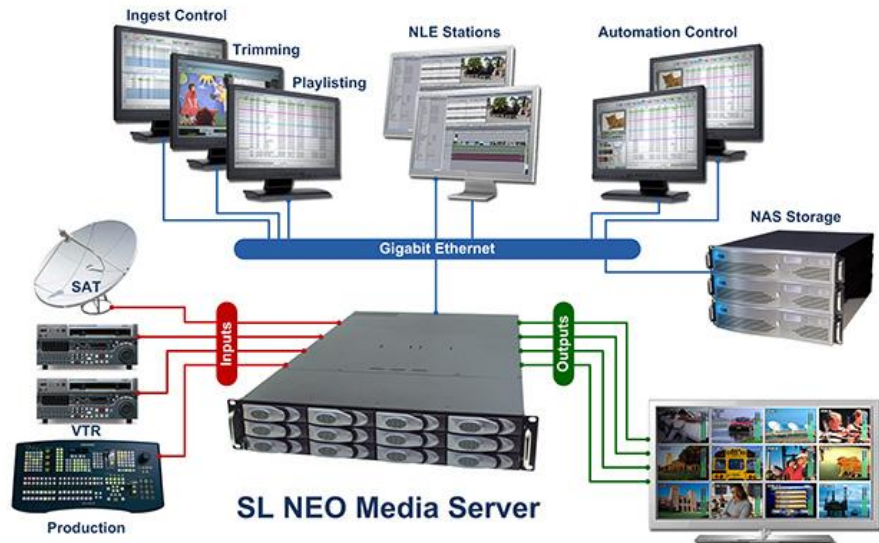 Ingest Control
Trimming
Playlisting
NLE Stations
Automation Control
Gigabit Ethernet
NAS Storage
SAT
Inputs
Outputs
VTR
Production
SL NEO Media Server